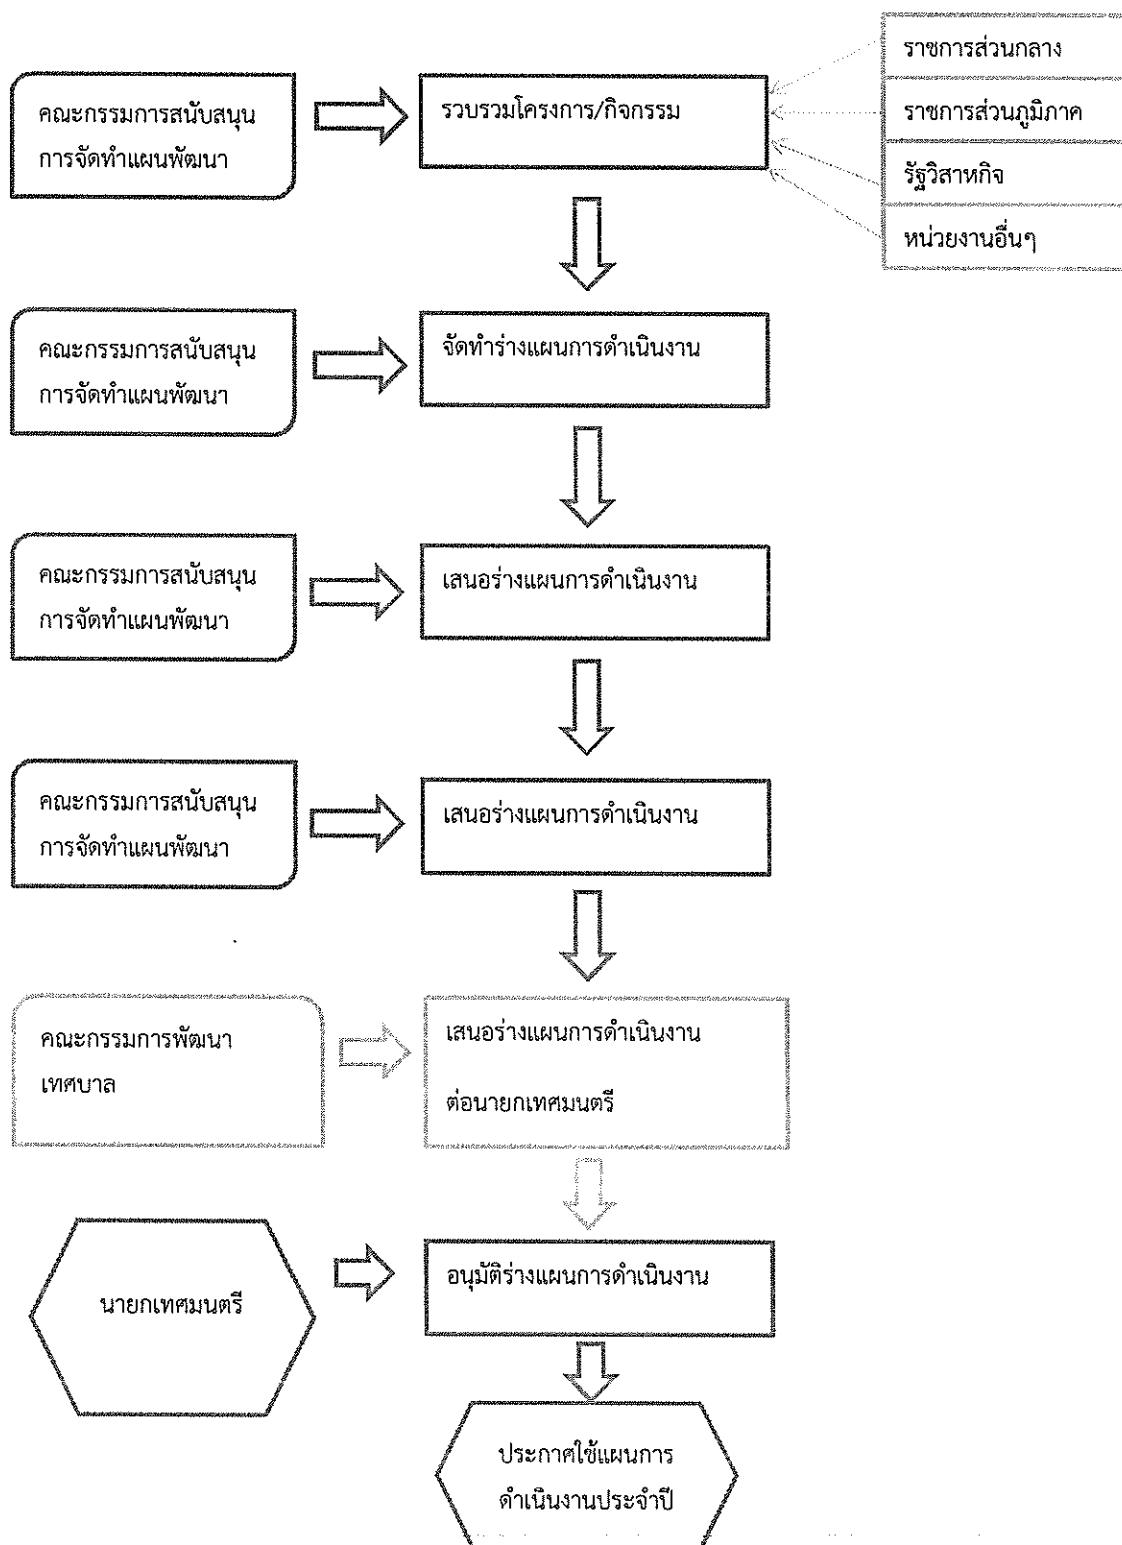 ราชการส่วนกลาง
คณะกรรมการสนับสนุน
การจัดทำแผนพัฒนา
รวบรวมโครงการ/กิจกรรม
ราชการส่วนภูมิภาค
รัฐวิสาหกิจ
หน่วยงานอื่นๆ
คณะกรรมการสนับสนุน
การจัดทำแผนพัฒนา
จัดทำร่างแผนการดำเนินงาน
คณะกรรมการสนับสนุน
การจัดทำแผนพัฒนา
เสนอร่างแผนการดำเนินงาน
คณะกรรมการสนับสนุน
การจัดทำแผนพัฒนา
เสนอร่างแผนการดำเนินงาน
คณะกรรมการพัฒนา
เทศบาล
เสนอร่างแผนการดำเนินงาน
ต่อนายกเทศมนตรี
นายกเทศมนตรี
อนุมัติร่างแผนการดำเนินงาน
ประกาศใช้แผนการ
ดำเนินงานประจำปี